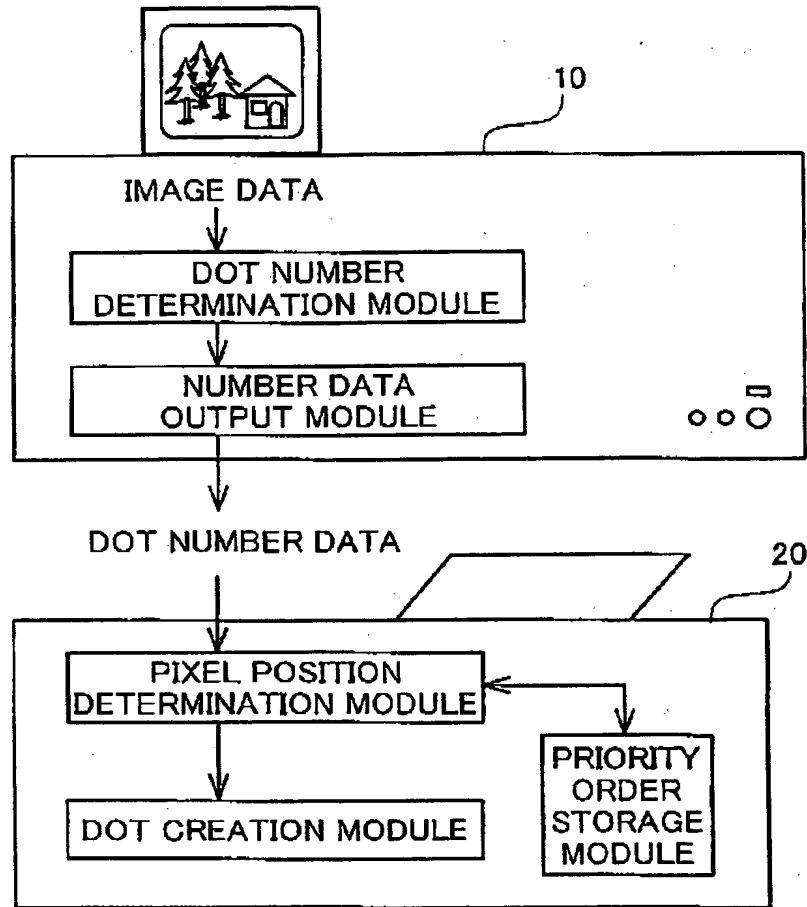 10
IMAGE DATA
DOT NUMBER
DETERMINATION MODULE
NUMBER DATA
OUTPUT MODULE
DOT NUMBER DATA
20
PIXEL POSITION
DETERMINATION MODULE
PRIORITY
ORDER
STORAGE
MODULE
DOT CREATION MODULE